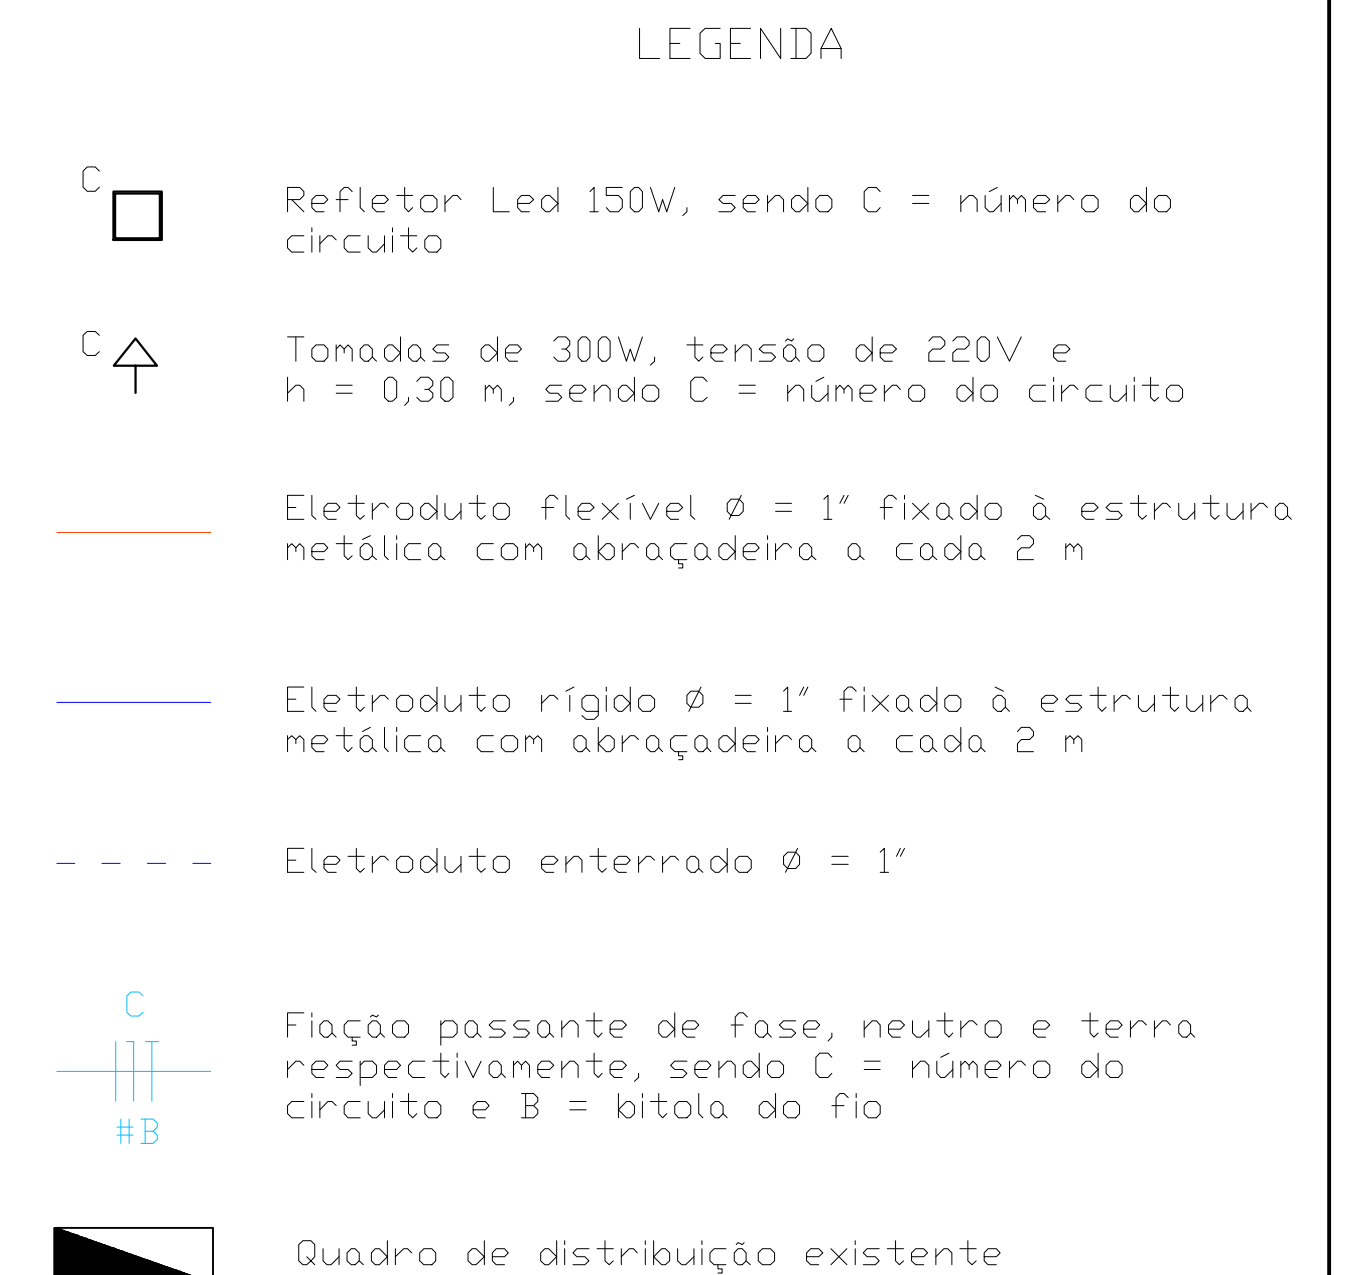 LEGENDA
C
Refletor Led 150W, sendo C = número do
circuito
C
Tomadas de 300W, tensão de 220V e
h = 0,30 m, sendo C = número do circuito
Eletroduto flexível Ø = 1" fixado à estrutura
metálica com abraçadeira a cada 2 m
Eletroduto rígido Ø = 1" fixado à estrutura
metálica com abraçadeira a cada 2 m
Eletroduto enterrado Ø = 1"
C
#B
Fiação passante de fase, neutro e terra
respectivamente, sendo C = número do
circuito e B = bitola do fio
Quadro de distribuição existente